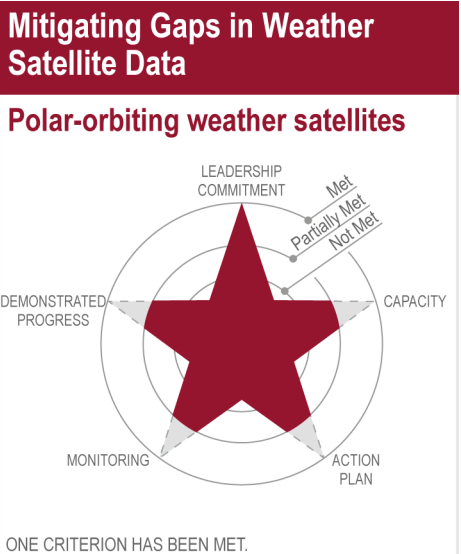 Mitigating Gaps in Weather
Satellite Data
Polar-orbiting weather satellites
LEADERSHIP
COMMITMENT
Met
Partially Met
Not Met
DEMONSTRATED
PROGRESS
CAPACITY
MONITORING
ACTION
PLAN
ONE CRITERION HAS BEEN MET.